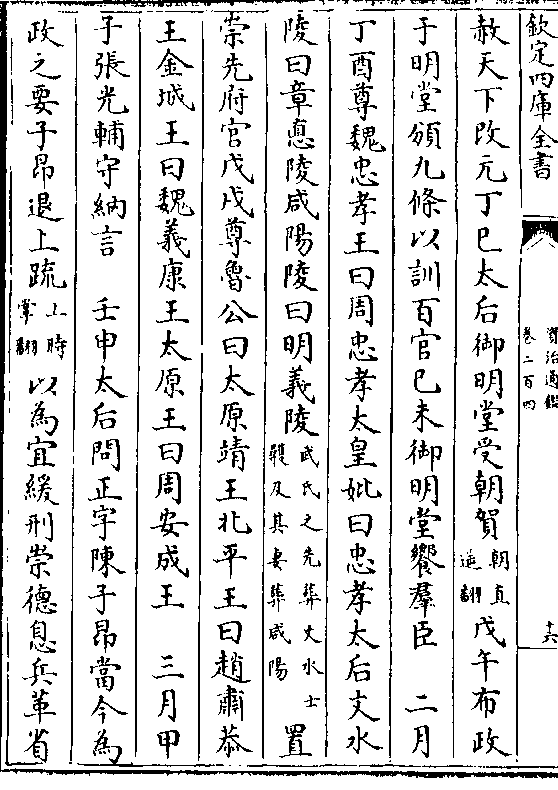 欽定四庫全書
資治通鑑
卷二百四
十六
赦天下改元丁巳太后御明堂受朝賀朝直遥翻戊午布政
于明堂頒九條以訓百官己未御明堂饗羣臣　二月
丁酉尊魏忠孝王曰周忠孝太皇妣曰忠孝太后文水
陵曰章德陵咸陽陵曰明義陵武氏之先葬文水士彠及其妻葬咸陽置
崇先府官戊戌尊魯公曰太原靖王北平王曰趙肅恭
王金城王曰魏義康王太原王曰周安成王　三月甲
子張光輔守納言　壬申太后問正字陳子昂當今為
政之要子昂退上疏上時掌翻以為宜緩刑崇德息兵革省